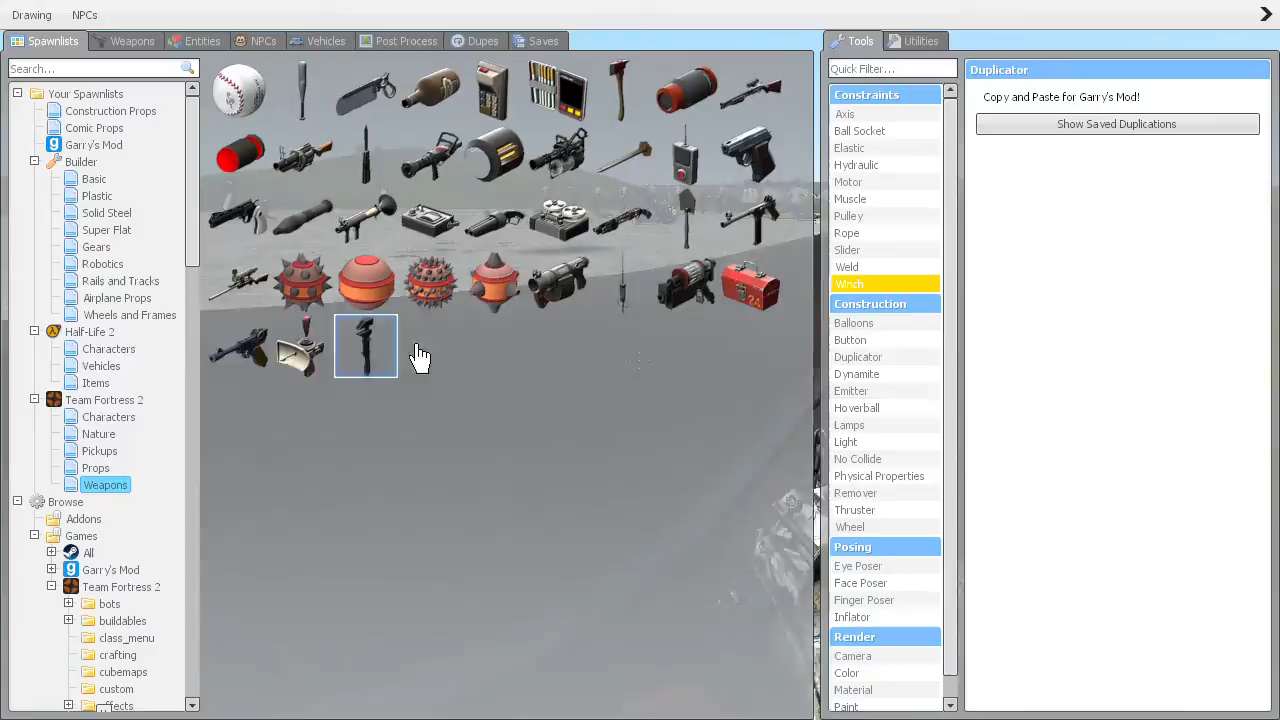 Drawing NPCs
Spawnlists Weapons Entities NPCs Vehicles Post Process Dupes Saves
Tools Utilities
Search...
Your Spawnlists
Construction Props
Comic Props
Garry's Mod
Builder
Basic
Plastic
Solid Steel
Super Flat
Gears
Robotics
Rails and Tracks
Airplane Props
Wheels and Frames
Half-Life 2
Characters
Vehicles
Items
Team Fortress 2
Characters
Nature
Pickups
Props
Weapons
Browse
Addons
Games
All
Garry's Mod
Team Fortress 2
bots
buildables
class_menu
crafting
cubemaps
custom
effects
Quick Filter...
Constraints
Axis
Ball Socket
Elastic
Hydraulic
Motor
Muscle
Pulley
Rope
Slider
Weld
Winch
Construction
Balloons
Button
Duplicator
Dynamite
Emitter
Hoverball
Lamps
Light
No Collide
Physical Properties
Remover
Thruster
Wheel
Posing
Eye Poser
Face Poser
Finger Poser
Inflator
Render
Camera
Color
Material
Paint
Duplicator
Copy and Paste for Garry's Mod!
Show Saved Duplications